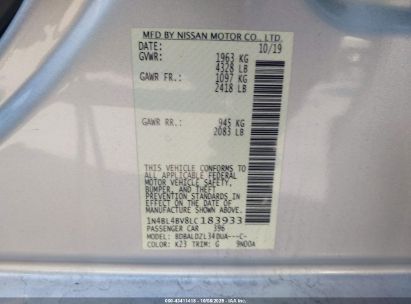 MFD BY NISSAN MOTOR CO., LTD.
DATE: 10/19
GVWR: 1963 KG
4328 LB
GAWR FR.: 1097 KG
2418 LB
GAWR RR: 945 KG
2083 LB
THIS VEHICLE CONFORMS TO ALL
APPLICABLE FEDERAL
MOTOR VEHICLE SAFETY,
BUMPER, AND THEFT
PREVENTION STANDARDS IN
EFFECT ON THE DATE OF
MANUFACTURE SHOWN ABOVE.
1N4BL4BV8LC183933
PASSENGER CAR 396
MODEL: BDBALDZL34DUA---C-
COLOR: K23 TRIM: G 9NDOA